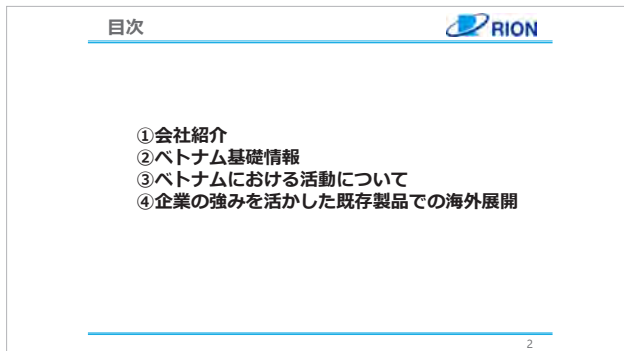 目次
RION
①会社紹介
②ベトナム基礎情報
③ベトナムにおける活動について
④企業の強みを活かした既存製品での海外展開
2